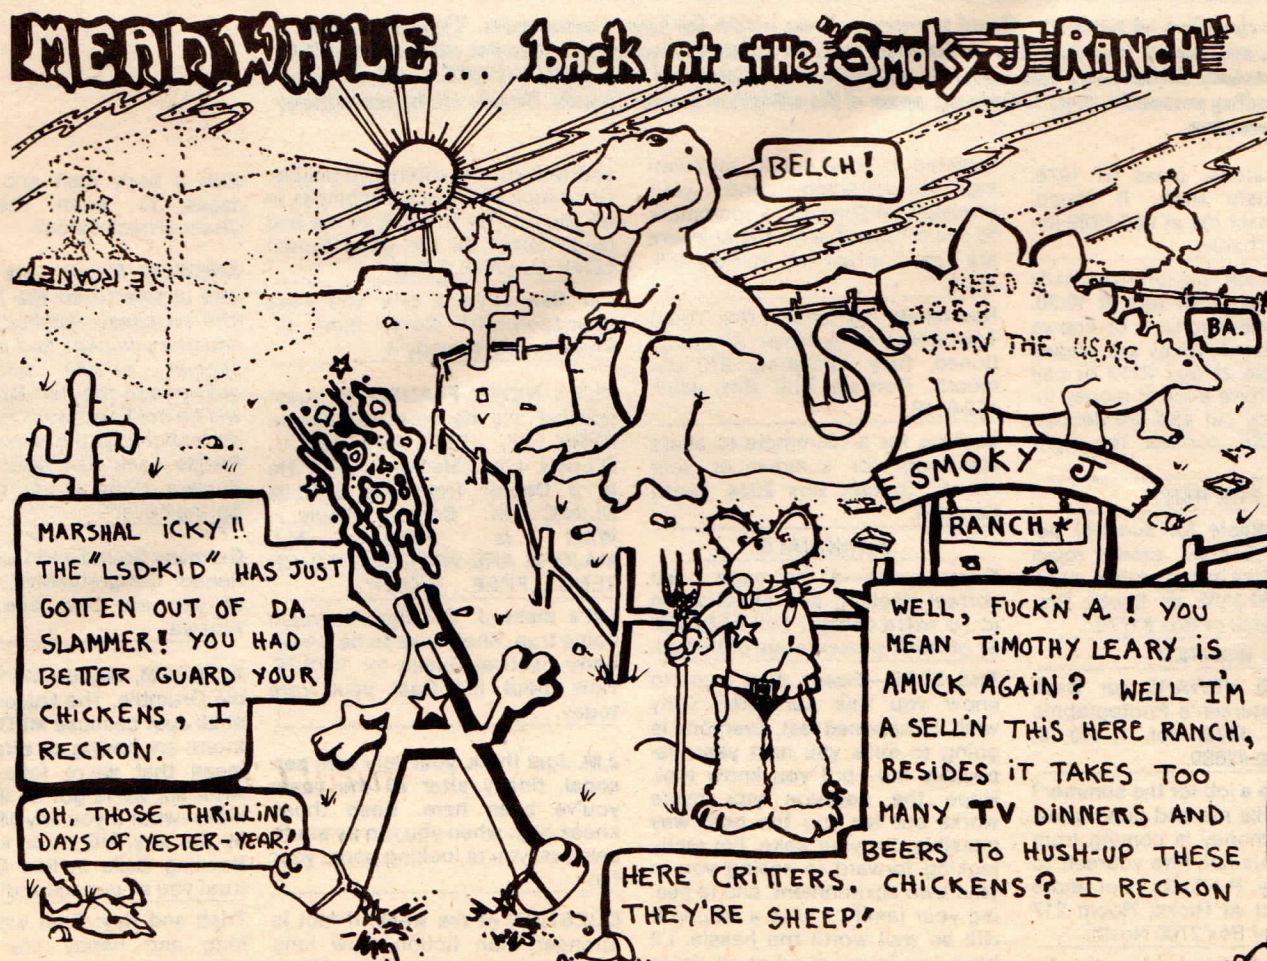 MEANWHILE... back at the "Smoky J RANCH"
BELCH!
NEED A
JOB?
JOIN THE USMC
BA.
SMOKY J
RANCH*
MARSHAL iCKY!!
THE "LSD-KiD" HAS JUST
GOTTEN OUT OF DA
SLAMMER! YOU HAD
BETTER GUARD YOUR
CHICKENS, I
RECKON.
OH, THOSE THRILLING
DAYS OF YESTER-YEAR!
WELL, FUCK'N A.! YOU
MEAN TiMOTHY LEARY iS
AMUCK AGAIN? WELL I'M
A SELL'N THiS HERE RANCH,
BESIDES iT TAKES TOO
MANY TV DINNERS AND
BEERS TO HUSH UP THESE
HERE CRiTTERS. CHiCKENS? I RECKON
THEY'RE SHEEP!